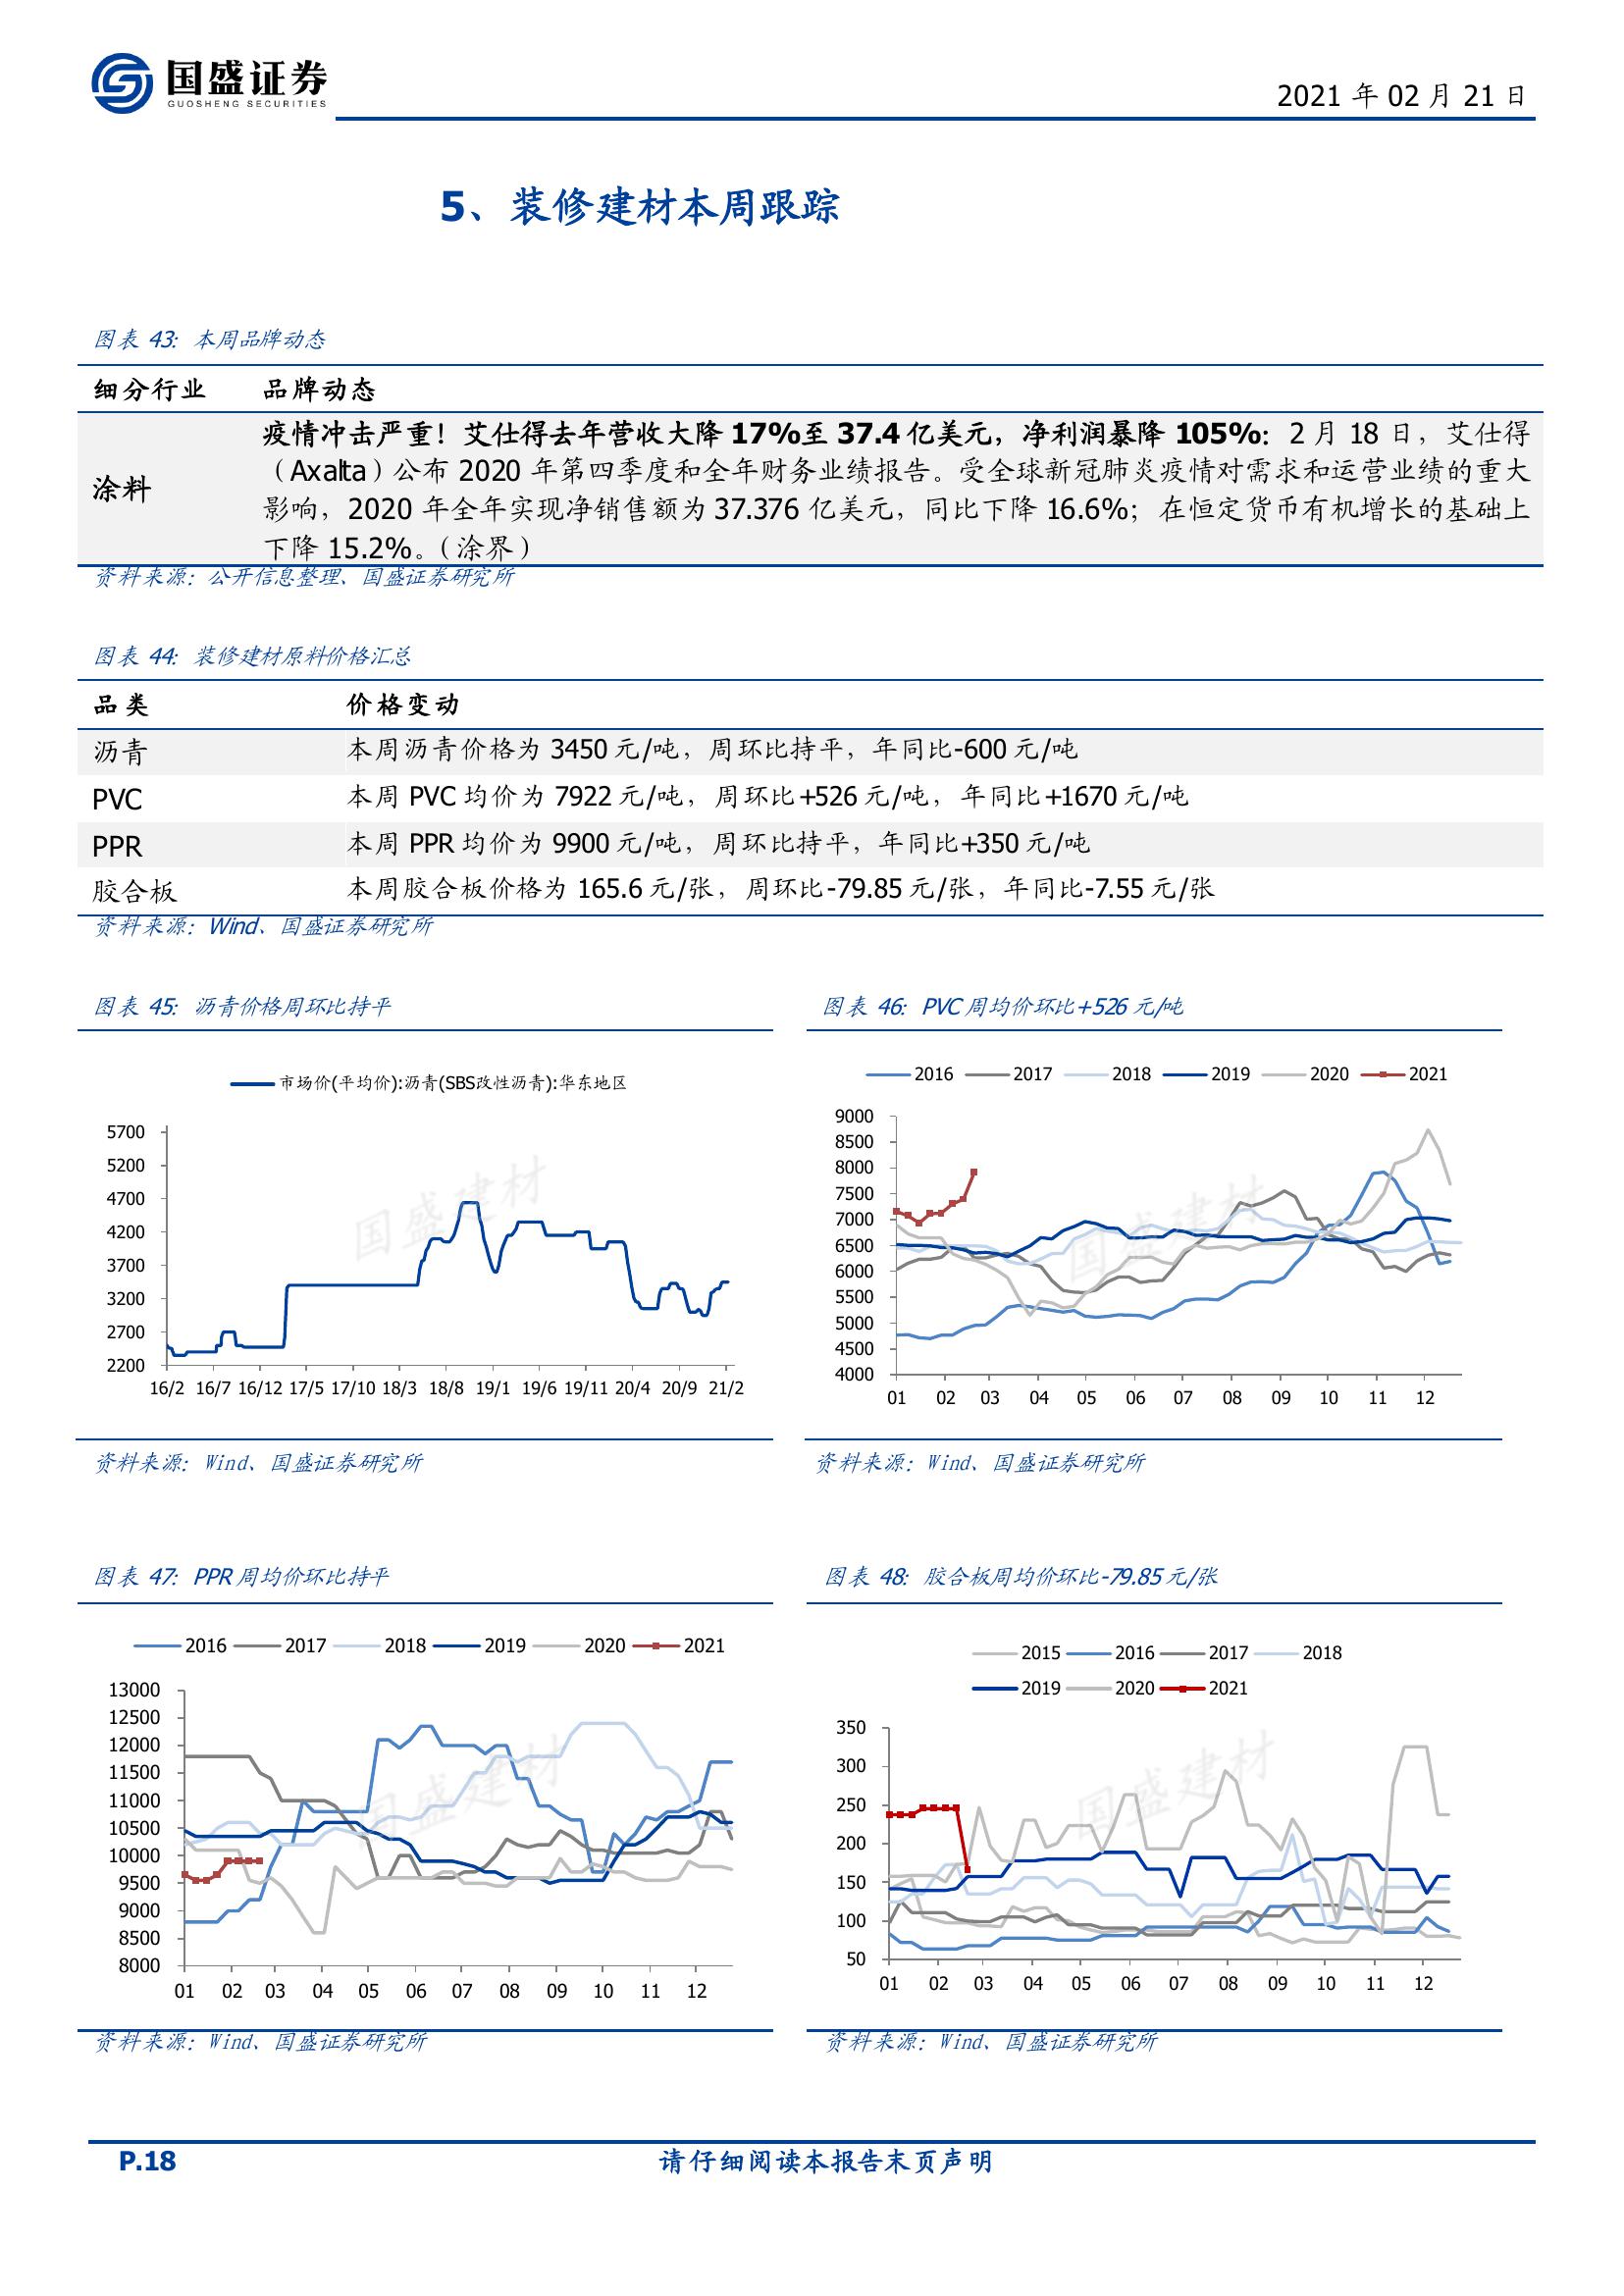 国盛证券
GUOSHENG SECURITIES
2021 年 02 月 21 日
5、装修建材本周跟踪
图表 43：本周品牌动态
细分行业 品牌动态
涂料
疫情冲击严重！艾仕得去年营收大降 17%至 37.4 亿美元，净利润暴降 105%：2 月 18 日，艾仕得
（Axalta）公布 2020 年第四季度和全年财务业绩报告。受全球新冠肺炎疫情对需求和运营业绩的重大
影响，2020 年全年实现净销售额为 37.376 亿美元，同比下降 16.6%；在恒定货币有机增长的基础上
下降 15.2%。（涂界）
资料来源：公开信息整理、国盛证券研究所
图表 44：装修建材原料价格汇总
品类 价格变动
沥青 本周沥青价格为 3450 元/吨，周环比持平，年同比-600 元/吨
PVC 本周 PVC 均价为 7922 元/吨，周环比+526 元/吨，年同比+1670 元/吨
PPR 本周 PPR 均价为 9900 元/吨，周环比持平，年同比+350 元/吨
胶合板 本周胶合板价格为 165.6 元/张，周环比-79.85 元/张，年同比-7.55 元/张
资料来源：Wind、国盛证券研究所
图表 45：沥青价格周环比持平
市场价(平均价):沥青(SBS改性沥青):华东地区
国盛建材
5700
5200
4700
4200
3700
3200
2700
2200
16/2 16/7 16/12 17/5 17/10 18/3 18/8 19/1 19/6 19/11 20/4 20/9 21/2
资料来源：Wind、国盛证券研究所
图表 46：PVC 周均价环比+526 元/吨
2016 2017 2018 2019 2020 2021
国盛建材
9000
8500
8000
7500
7000
6500
6000
5500
5000
4500
4000
01 02 03 04 05 06 07 08 09 10 11 12
资料来源：Wind、国盛证券研究所
图表 47：PPR 周均价环比持平
2016 2017 2018 2019 2020 2021
国盛建材
13000
12500
12000
11500
11000
10500
10000
9500
9000
8500
8000
01 02 03 04 05 06 07 08 09 10 11 12
资料来源：Wind、国盛证券研究所
图表 48：胶合板周均价环比-79.85 元/张
2015 2016 2017 2018
2019 2020 2021
国盛建材
350
300
250
200
150
100
50
01 02 03 04 05 06 07 08 09 10 11 12
资料来源：Wind、国盛证券研究所
P.18 请仔细阅读本报告末页声明